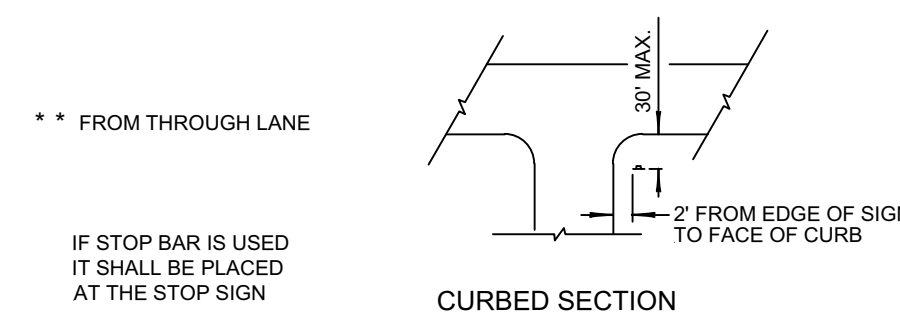 30' MAX.
* * FROM THROUGH LANE
2' FROM EDGE OF
TO FACE OF CURB
IF STOP BAR IS USED
IT SHALL BE PLACED
AT THE STOP SIGN
CURBED SECTION